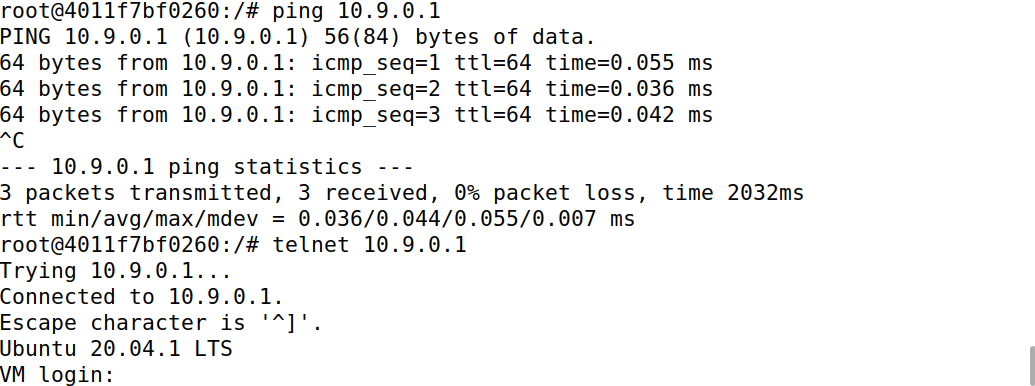 root@4011f7bf0260:/# ping 10.9.0.1
PING 10.9.0.1 (10.9.0.1) 56(84) bytes of data.
64 bytes from 10.9.0.1: icmp_seq=1 ttl=64 time=0.055 ms
64 bytes from 10.9.0.1: icmp_seq=2 ttl=64 time=0.036 ms
64 bytes from 10.9.0.1: icmp_seq=3 ttl=64 time=0.042 ms
^C
--- 10.9.0.1 ping statistics ---
3 packets transmitted, 3 received, 0% packet loss, time 2032ms
rtt min/avg/max/mdev = 0.036/0.044/0.055/0.007 ms
root@4011f7bf0260:/# telnet 10.9.0.1
Trying 10.9.0.1...
Connected to 10.9.0.1.
Escape character is '^]'.
Ubuntu 20.04.1 LTS
VM login: